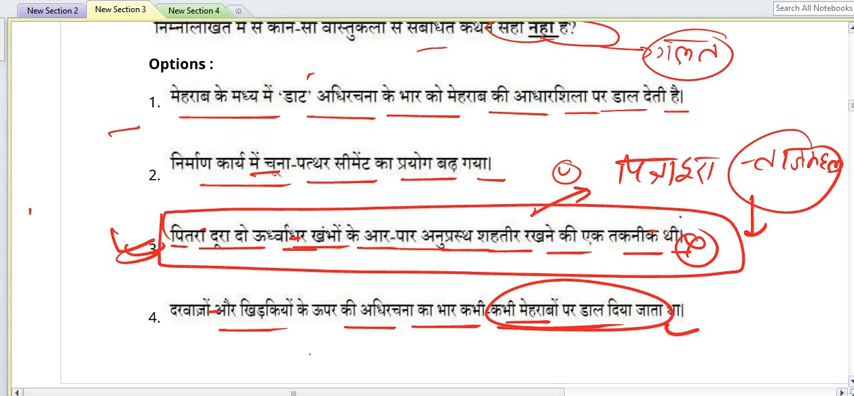 New Section 2 New Section 3 New Section 4 Search All Notebooks
निम्नलिखित में से कौन-सा वास्तुकला से संबंधित कथन सही नहीं है?
गलत
Options :
1. मेहराब के मध्य में 'डाट' अधिरचना के भार को मेहराब की आधारशिला पर डाल देती है।
2. निर्माण कार्य में चूना-पत्थर सीमेंट का प्रयोग बढ़ गया।
ताजमहल
3. पितरा दूरा दो ऊर्ध्वाधर खंभों के आर-पार अनुप्रस्थ शहतीर रखने की एक तकनीक थी।
4. दरवाज़ों और खिड़कियों के ऊपर की अधिरचना का भार कभी-कभी मेहराबों पर डाल दिया जाता था।